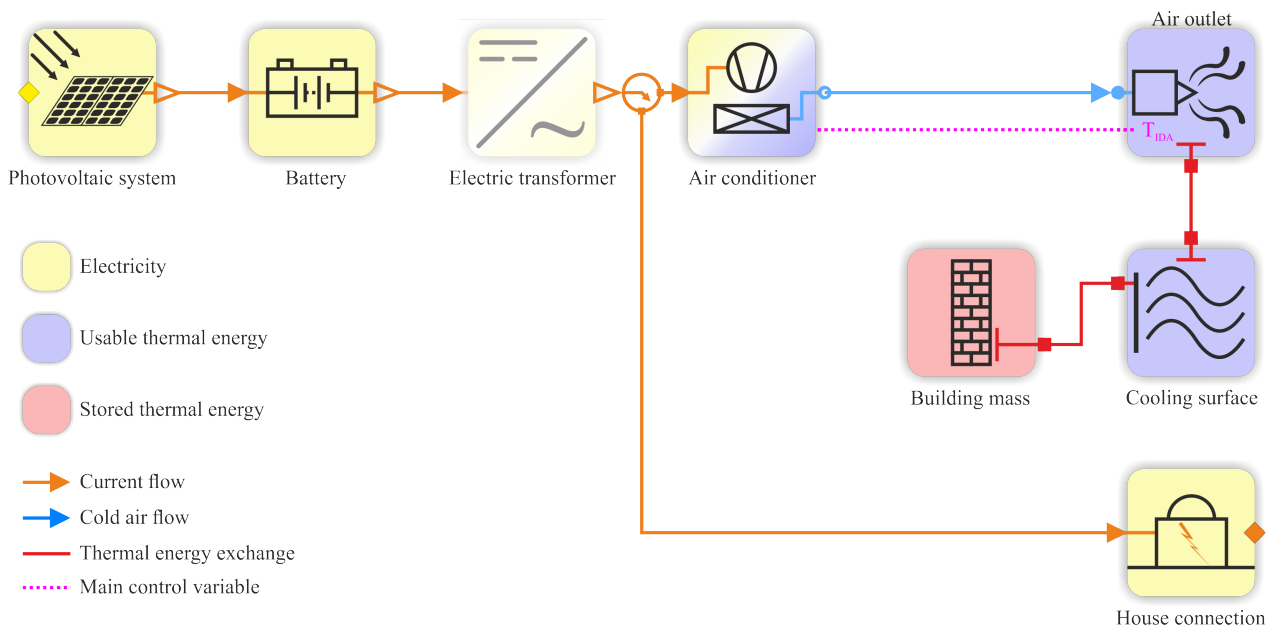 Air outlet
T IDA
Photovoltaic system
Battery
Electric transformer
Air conditioner
Electricity
Usable thermal energy
Stored thermal energy
Building mass
Cooling surface
Current flow
Cold air flow
Thermal energy exchange
Main control variable
House connection